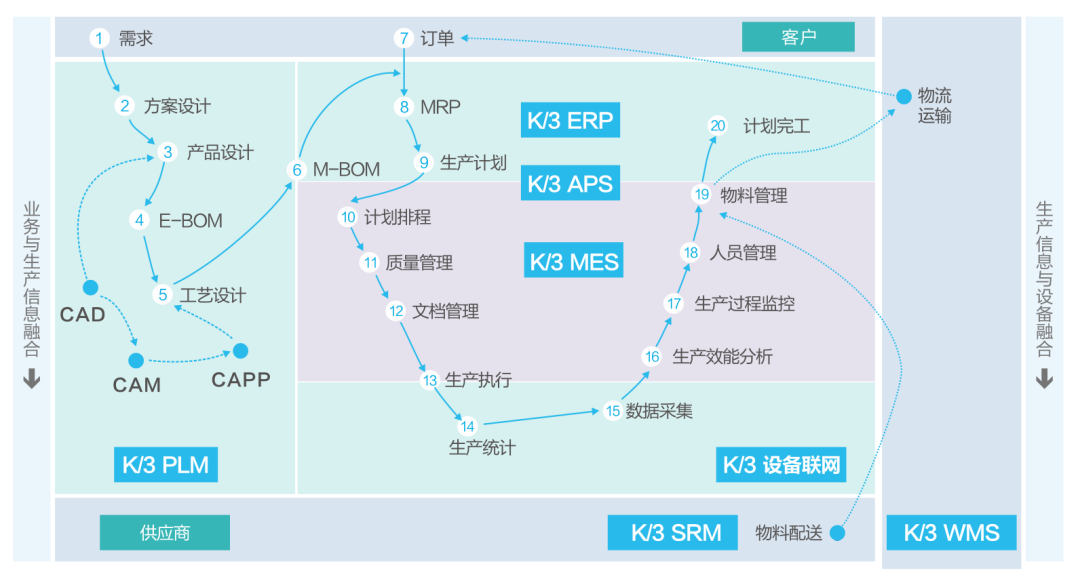 1 需求
7 订单
客户
2 方案设计
3 产品设计
4 E-BOM
5 工艺设计
6 M-BOM
CAD
CAM
CAPP
K/3 PLM
8 MRP
9 生产计划
K/3 ERP
K/3 APS
K/3 MES
10 计划排程
11 质量管理
12 文档管理
13 生产执行
14
生产统计
15 数据采集
16 生产效能分析
17 生产过程监控
18 人员管理
19 物料管理
20 计划完工
K/3 设备联网
物流
运输
供应商
K/3 SRM
物料配送
K/3 WMS
业务与生产信息融合
生产信息与设备融合